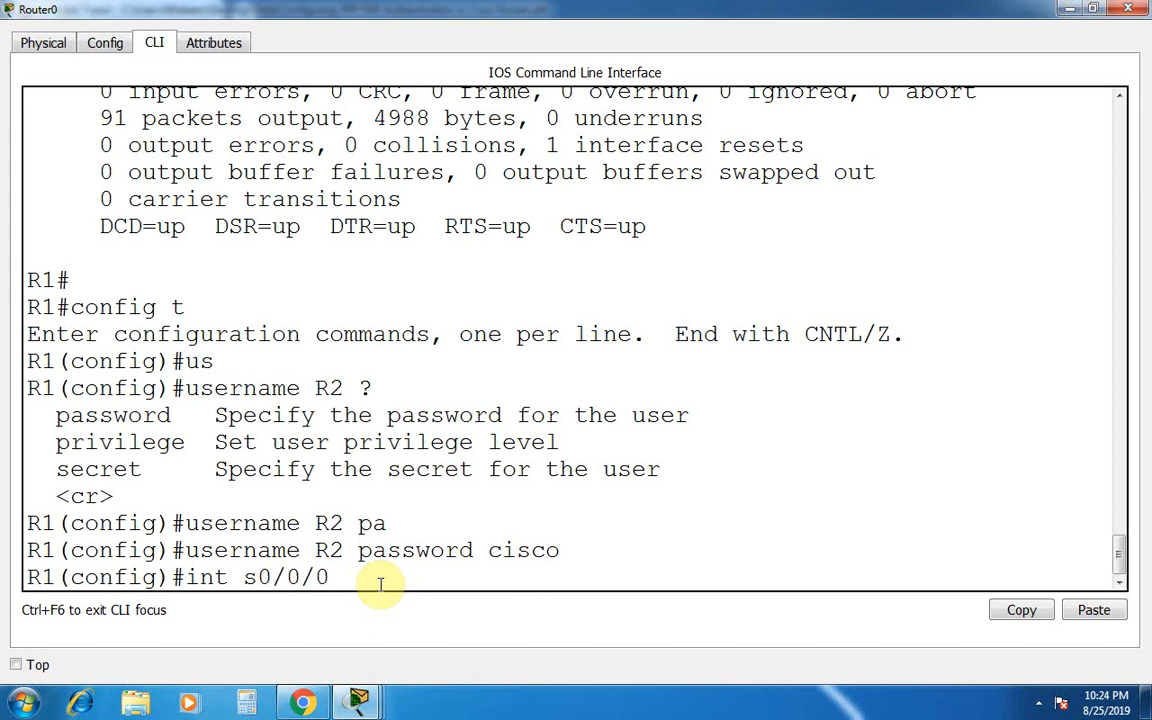 Router0
Physical Config CLI Attributes
IOS Command Line Interface
0 input errors, 0 CRC, 0 frame, 0 overrun, 0 ignored, 0 abort
91 packets output, 4988 bytes, 0 underruns
0 output errors, 0 collisions, 1 interface resets
0 output buffer failures, 0 output buffers swapped out
0 carrier transitions
DCD=up  DSR=up  DTR=up  RTS=up  CTS=up
R1#
R1#config t
Enter configuration commands, one per line.  End with CNTL/Z.
R1(config)#us
R1(config)#username R2 ?
password   Specify the password for the user
privilege  Set user privilege level
secret     Specify the secret for the user
<cr>
R1(config)#username R2 pa
R1(config)#username R2 password cisco
R1(config)#int s0/0/0
Ctrl+F6 to exit CLI focus
Copy Paste
Top
10:24 PM
8/25/2019